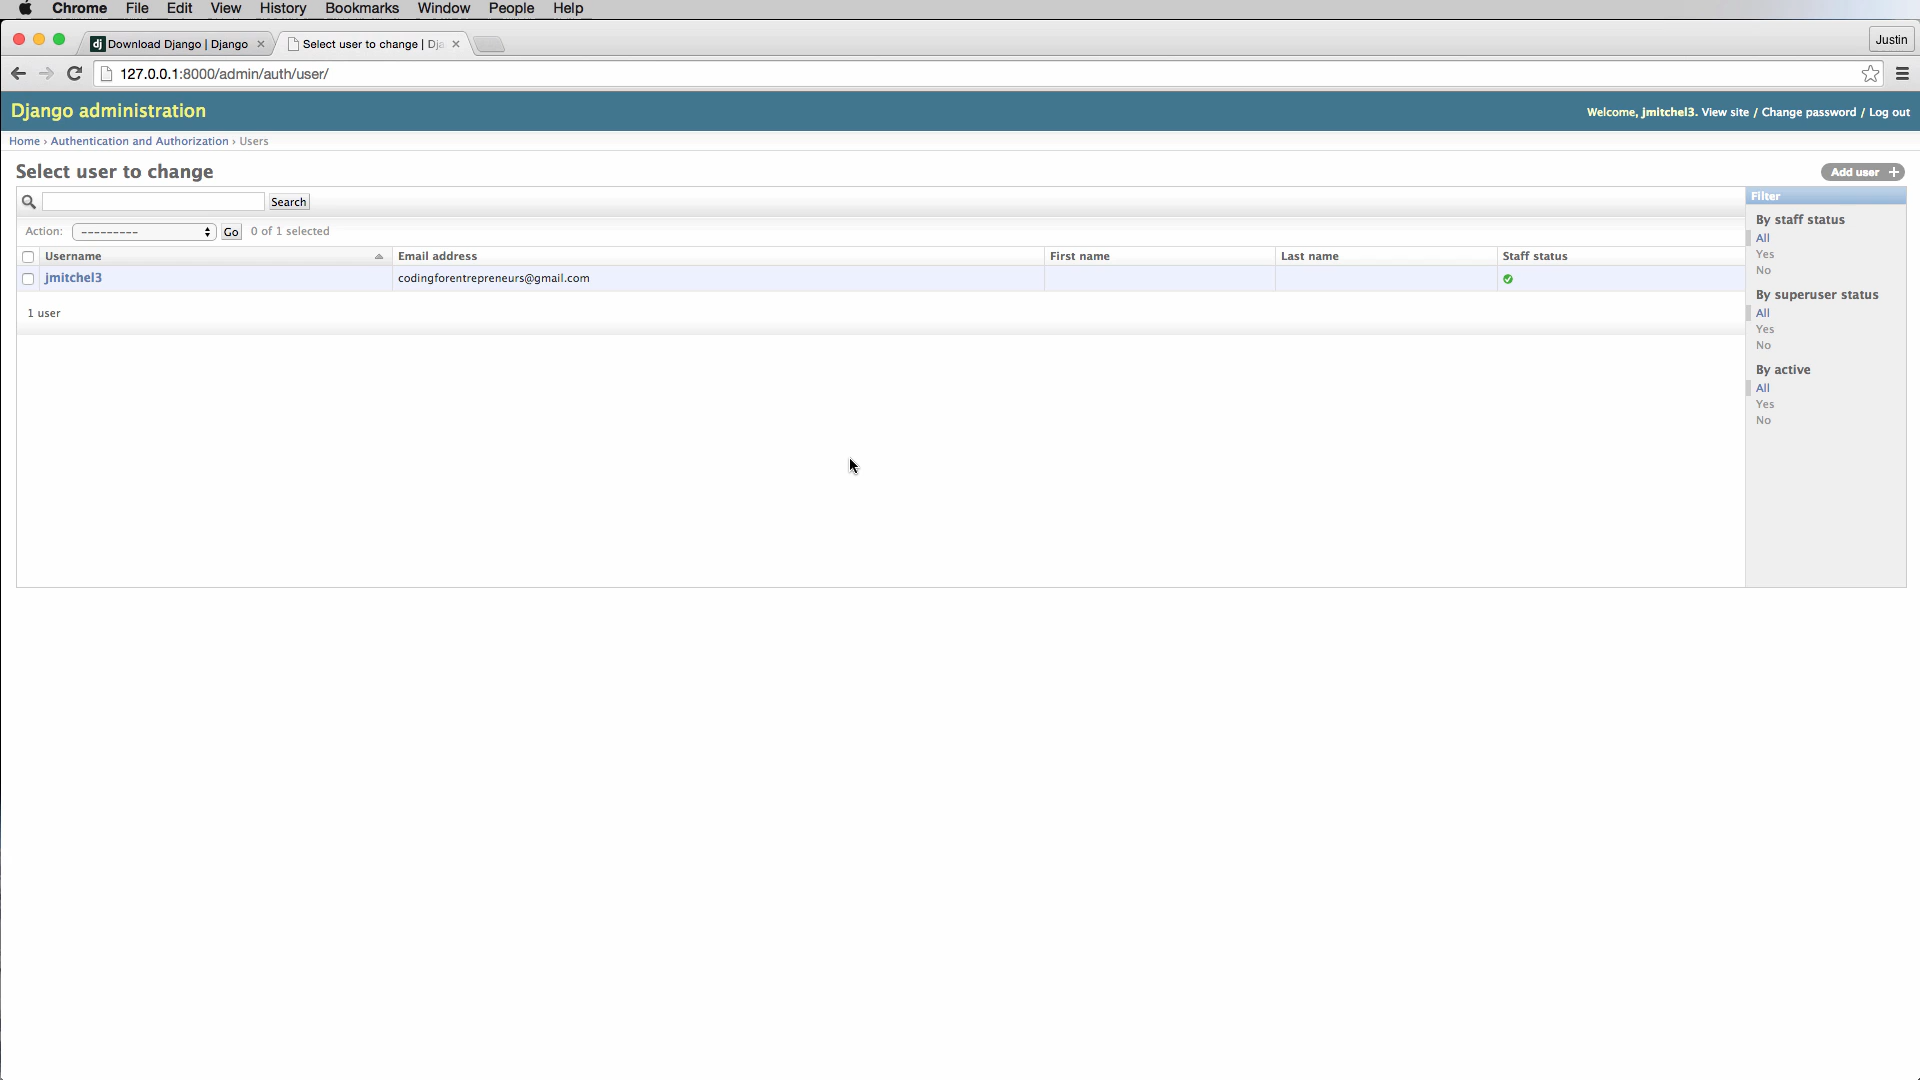 Chrome File Edit View History Bookmarks Window People Help
Download Django | Django
Select user to change | Dja
Justin
127.0.0.1:8000/admin/auth/user/
Django administration
Welcome, jmitchel3. View site / Change password / Log out
Home › Authentication and Authorization › Users
Select user to change
Add user +
Search
Filter
Action: --------- Go 0 of 1 selected
Username Email address First name Last name Staff status
jmitchel3 codingforentrepreneurs@gmail.com
1 user
By staff status
All
Yes
No
By superuser status
All
Yes
No
By active
All
Yes
No